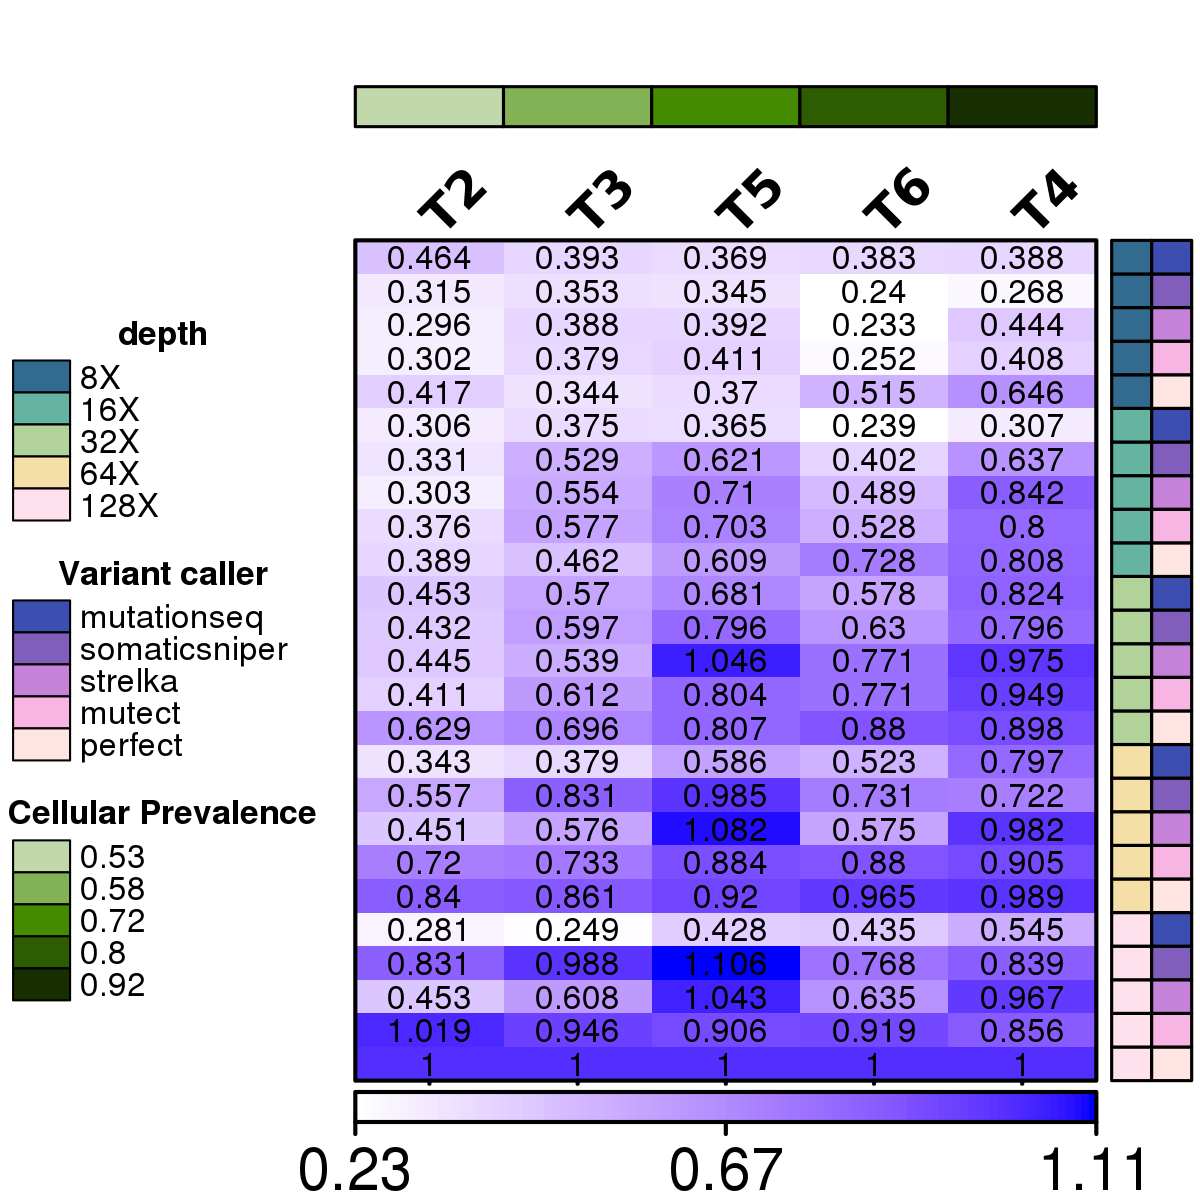 T2 T3 T5 T6 T4
0.464 0.393 0.369 0.383 0.388
0.315 0.353 0.345 0.24 0.268
0.296 0.388 0.392 0.233 0.444
0.302 0.379 0.411 0.252 0.408
0.417 0.344 0.37 0.515 0.646
0.306 0.375 0.365 0.239 0.307
0.331 0.529 0.621 0.402 0.637
0.303 0.554 0.71 0.489 0.842
0.376 0.577 0.703 0.528 0.8
0.389 0.462 0.609 0.728 0.808
0.453 0.57 0.681 0.578 0.824
0.432 0.597 0.796 0.63 0.796
0.445 0.539 1.046 0.771 0.975
0.411 0.612 0.804 0.771 0.949
0.629 0.696 0.807 0.88 0.898
0.343 0.379 0.586 0.523 0.797
0.557 0.831 0.985 0.731 0.722
0.451 0.576 1.082 0.575 0.982
0.72 0.733 0.884 0.88 0.905
0.84 0.861 0.92 0.965 0.989
0.281 0.249 0.428 0.435 0.545
0.831 0.988 1.106 0.768 0.839
0.453 0.608 1.043 0.635 0.967
1.019 0.946 0.906 0.919 0.856
1 1 1 1 1
0.23 0.67 1.11
depth
8X
16X
32X
64X
128X
Variant caller
mutationseq
somaticsniper
strelka
mutect
perfect
Cellular Prevalence
0.53
0.58
0.72
0.8
0.92